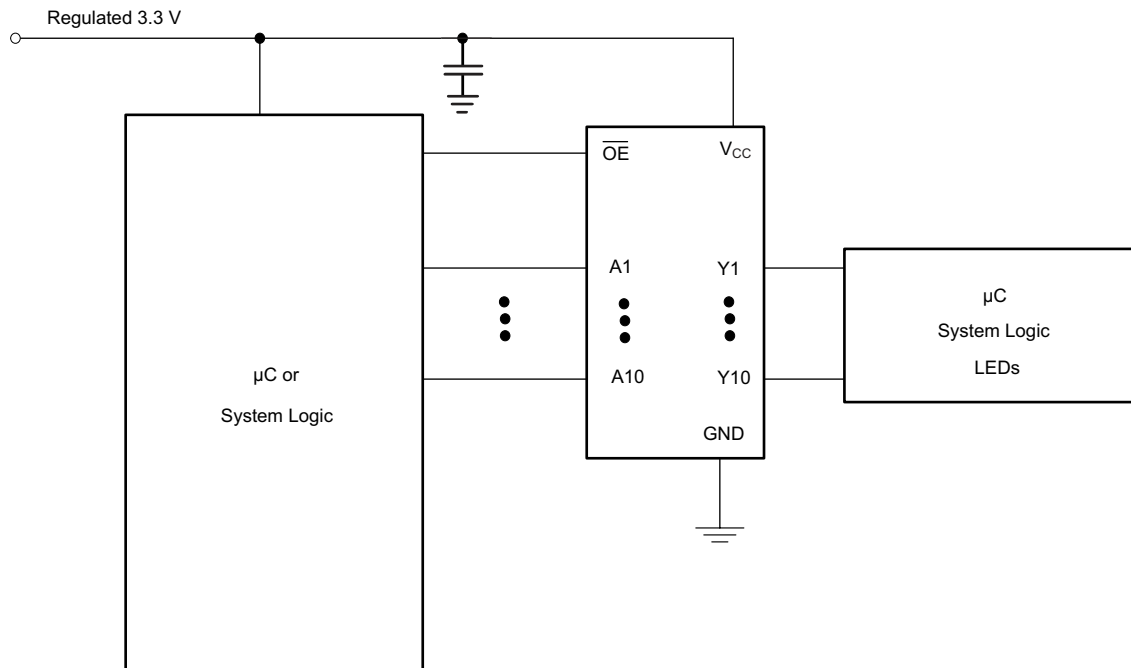 Regulated 3.3 V
OE VCC
A1 Y1
A10 Y10
GND
µC or
System Logic
µC
System Logic
LEDs